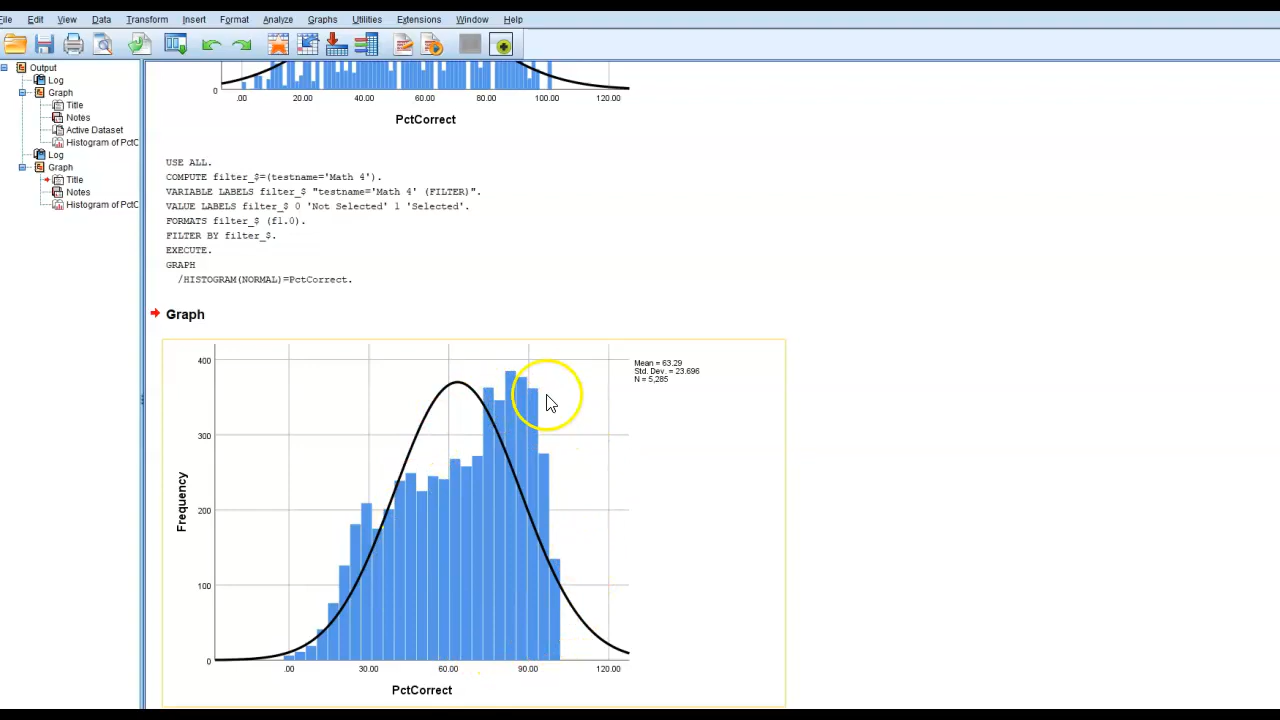 File Edit View Data Transform Insert Format Analyze Graphs Utilities Extensions Window Help
Output
Log
Graph
Title
Notes
Active Dataset
Histogram of PctC
Log
Graph
Title
Notes
Histogram of PctC
0
.00 20.00 40.00 60.00 80.00 100.00 120.00
PctCorrect
USE ALL.
COMPUTE filter_$=(testname='Math 4').
VARIABLE LABELS filter_$ "testname='Math 4' (FILTER)".
VALUE LABELS filter_$ 0 'Not Selected' 1 'Selected'.
FORMATS filter_$ (f1.0).
FILTER BY filter_$.
EXECUTE.
GRAPH
/HISTOGRAM(NORMAL)=PctCorrect.
Graph
Mean = 63.29
Std. Dev. = 23.696
N = 5,285
400
300
200
100
0
Frequency
.00 30.00 60.00 90.00 120.00
PctCorrect